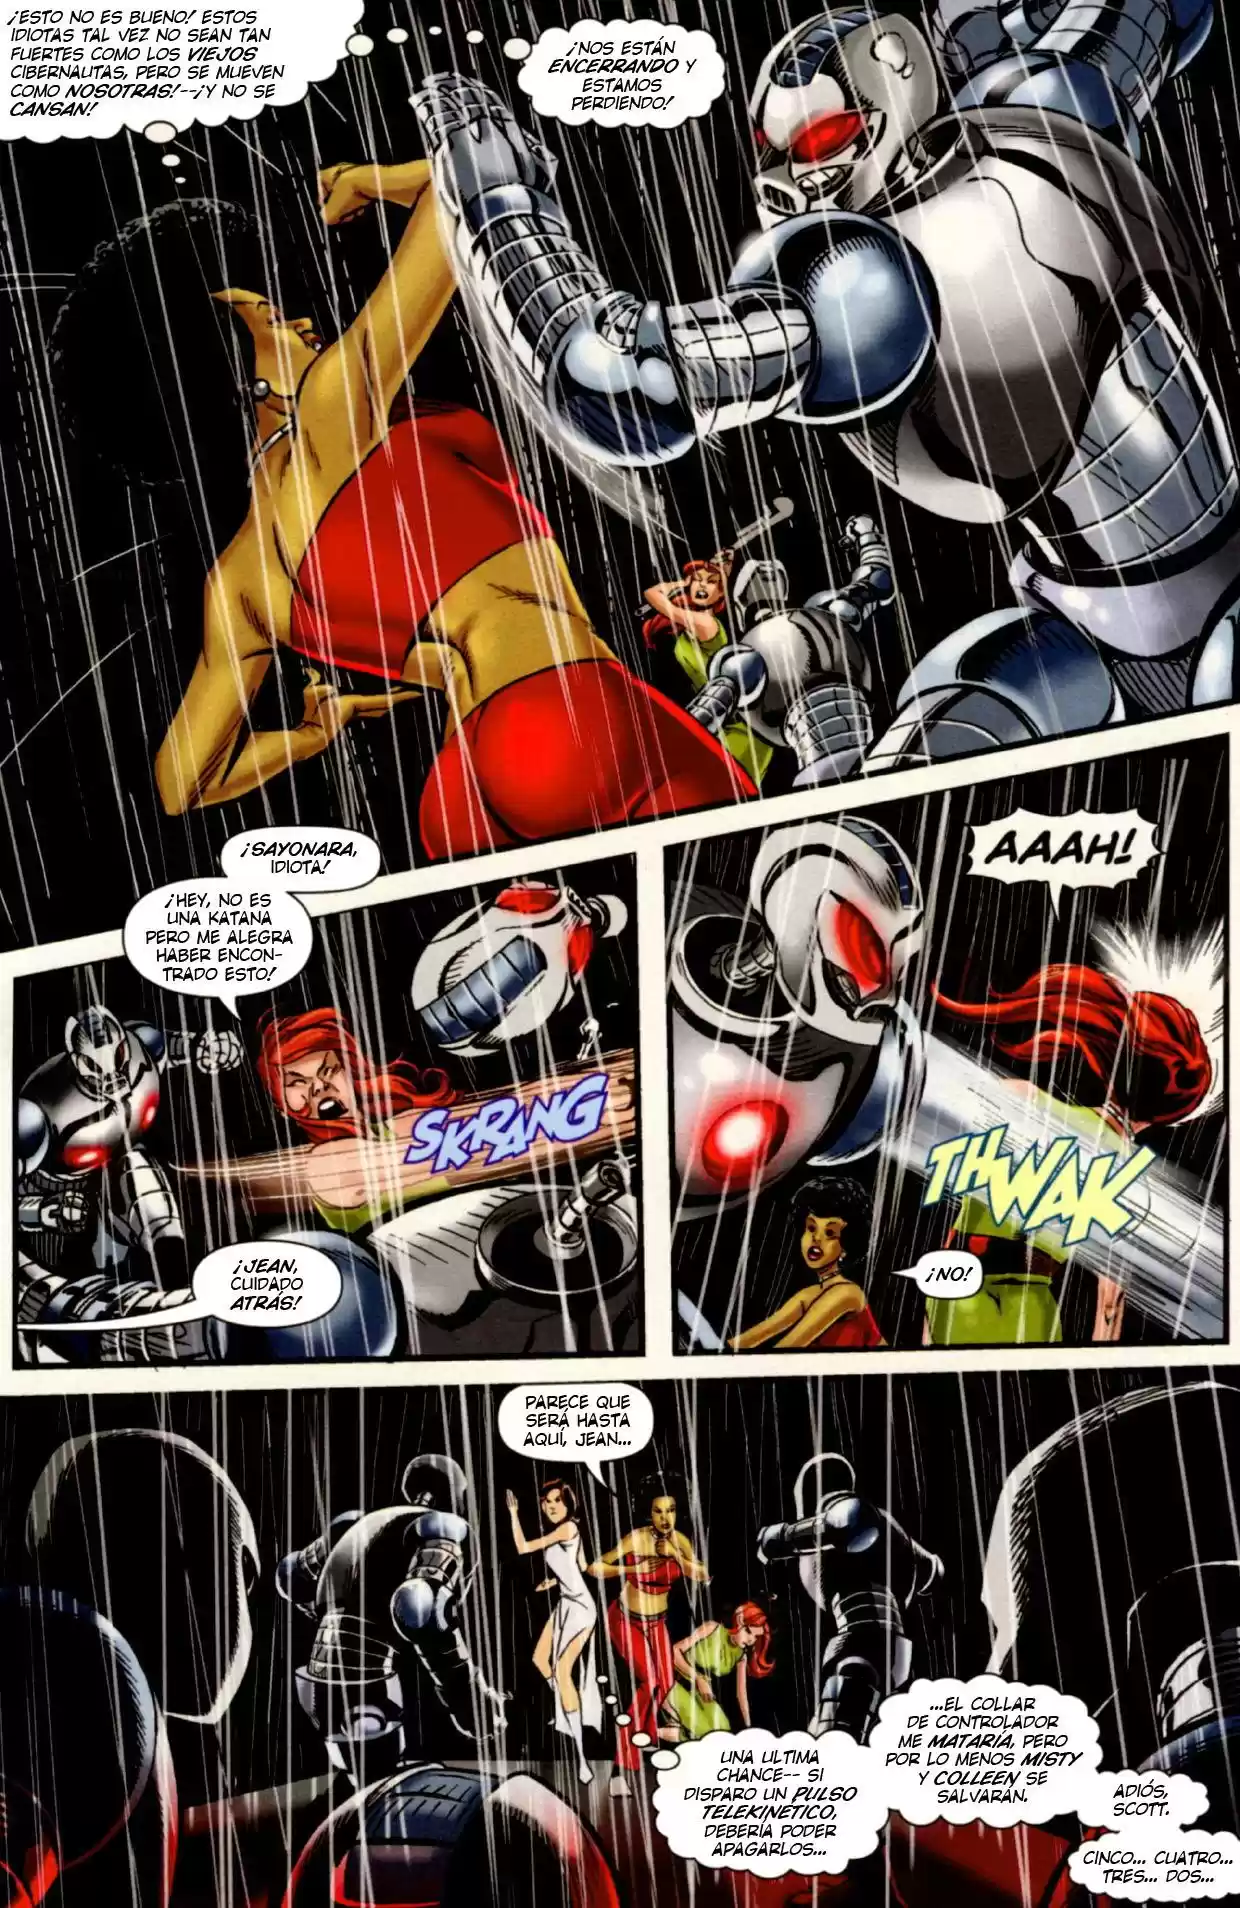 ¡ESTO NO ES BUENO! ESTOS
IDIOTAS TAL VEZ NO SEAN TAN
FUERTES COMO LOS VIEJOS
CIBERNAUTAS, PERO SE MUEVEN
COMO NOSOTRAS!--¡Y NO SE
CANSAN!
¡NOS ESTÁN
ENCERRANDO Y
ESTAMOS
PERDIENDO!
¡SAYONARA,
IDIOTA!
¡HEY, NO ES
UNA KATANA
PERO ME ALEGRA
HABER ENCON-
TRADO ESTO!
SKRANG
¡JEAN,
CUIDADO
ATRÁS!
AAAH!
THWAK
¡NO!
PARECE QUE
SERÁ HASTA
AQUÍ, JEAN...
UNA ULTIMA
CHANCE-- SI
DISPARO UN PULSO
TELEKINÉTICO,
DEBERÍA PODER
APAGARLOS...
...EL COLLAR
DE CONTROLADOR
ME MATARÍA, PERO
POR LO MENOS MISTY
Y COLLEEN SE
SALVARÁN.
ADIÓS,
SCOTT.
CINCO... CUATRO...
TRES... DOS...